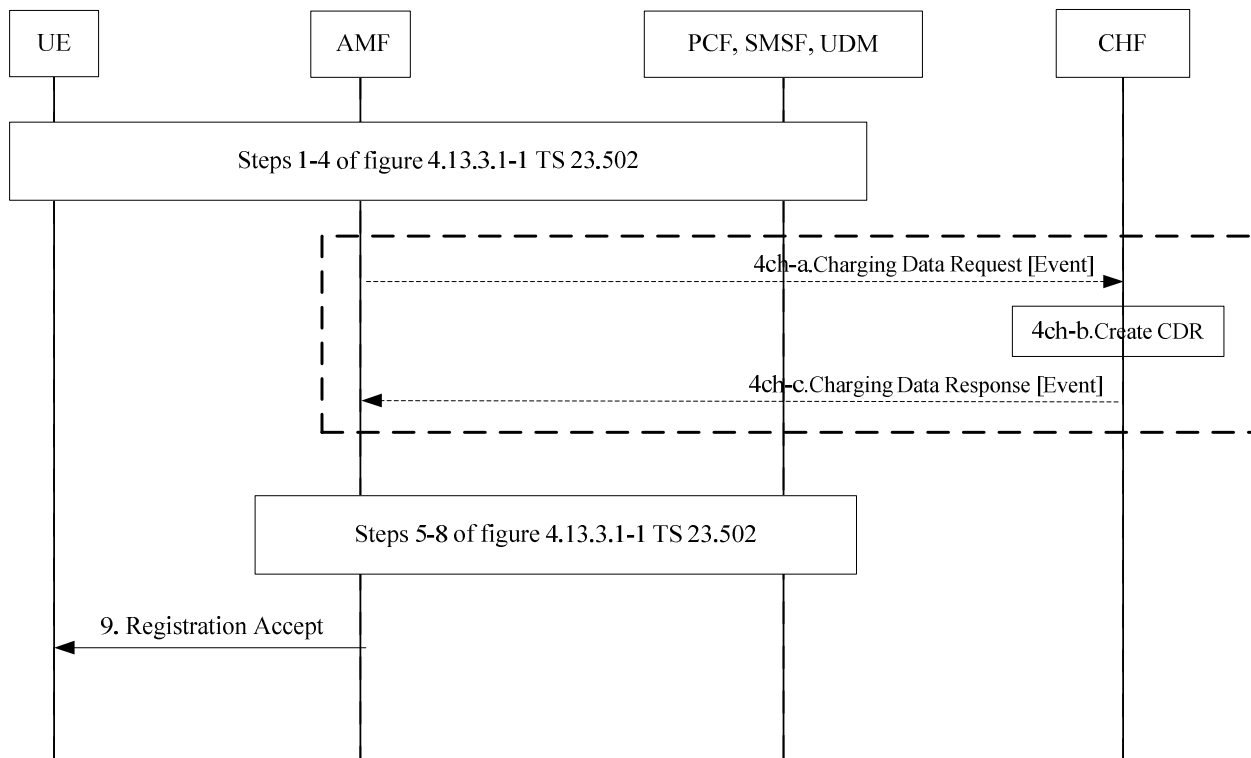 UE
AMF
PCF, SMSF, UDM
CHF
Steps 1-4 of figure 4.13.3.1-1 TS 23.502
4ch-a.Charging Data Request [Event]
4ch-b.Create CDR
4ch-c.Charging Data Response [Event]
Steps 5-8 of figure 4.13.3.1-1 TS 23.502
9. Registration Accept